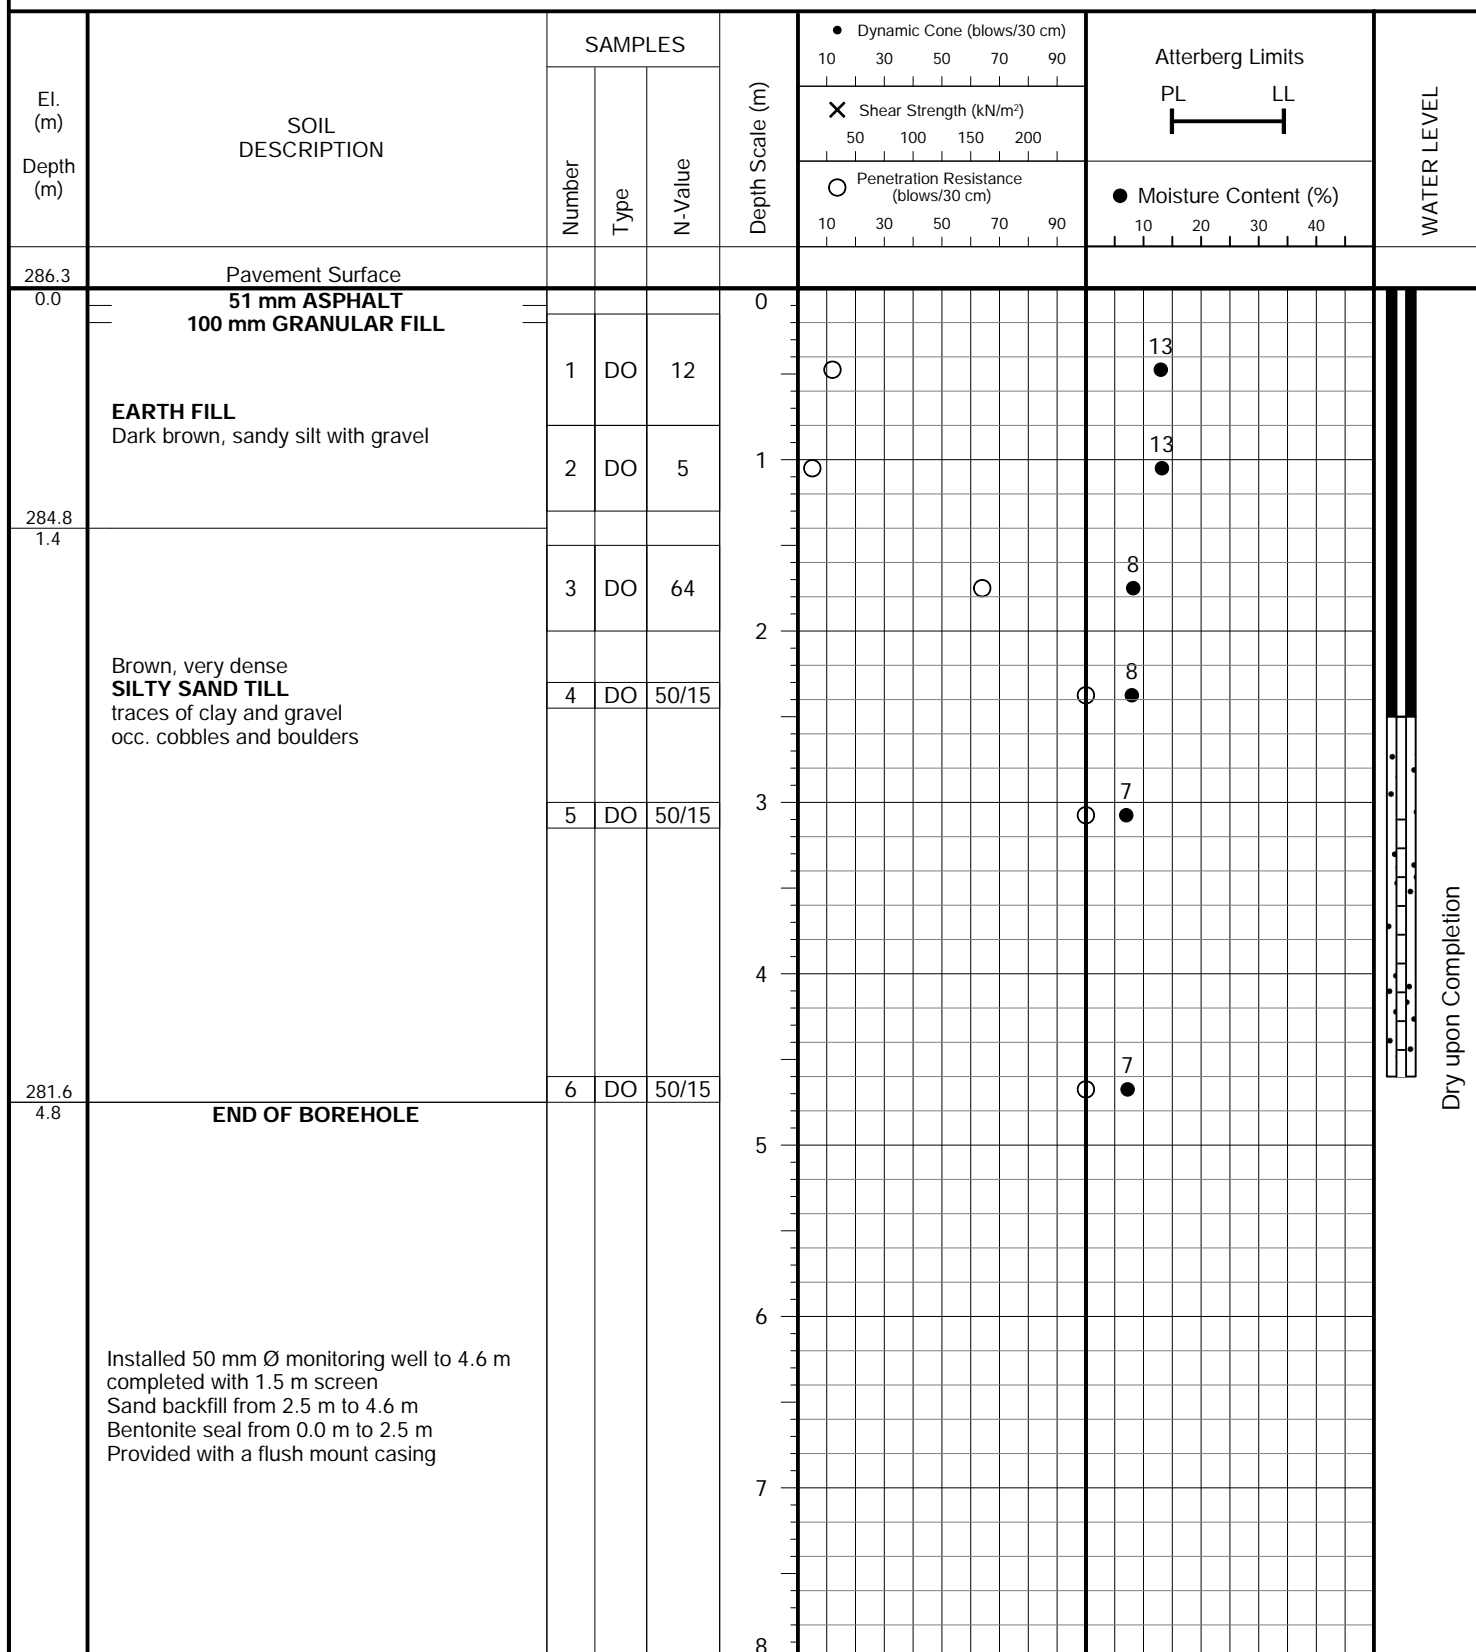 El.
(m)
Depth
(m)
SOIL
DESCRIPTION
SAMPLES
Number
Type
N-Value
Depth Scale (m)
Dynamic Cone (blows/30 cm)
10 30 50 70 90
Shear Strength (kN/m²)
50 100 150 200
Penetration Resistance
(blows/30 cm)
10 30 50 70 90
Atterberg Limits
PL LL
Moisture Content (%)
10 20 30 40
WATER LEVEL
286.3 Pavement Surface
0.0 51 mm ASPHALT 0
100 mm GRANULAR FILL
13
1 DO 12
EARTH FILL
Dark brown, sandy silt with gravel
13
2 DO 5 1
284.8
1.4
8
3 DO 64
2
Brown, very dense
SILTY SAND TILL
traces of clay and gravel
occ. cobbles and boulders
8
4 DO 50/15
7
3
5 DO 50/15
4
Dry upon Completion
7
281.6 6 DO 50/15
4.8 END OF BOREHOLE
5
6
Installed 50 mm Ø monitoring well to 4.6 m
completed with 1.5 m screen
Sand backfill from 2.5 m to 4.6 m
Bentonite seal from 0.0 m to 2.5 m
Provided with a flush mount casing
7
8